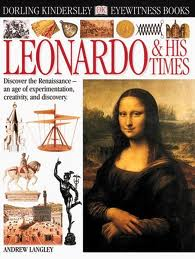 DORLING KINDERSLEY DK EYEWITNESS BOOKS
LEONARDO & HIS
TIMES
Discover the Renaissance –
an age of experimentation,
creativity, and discovery.
ANDREW LANGLEY